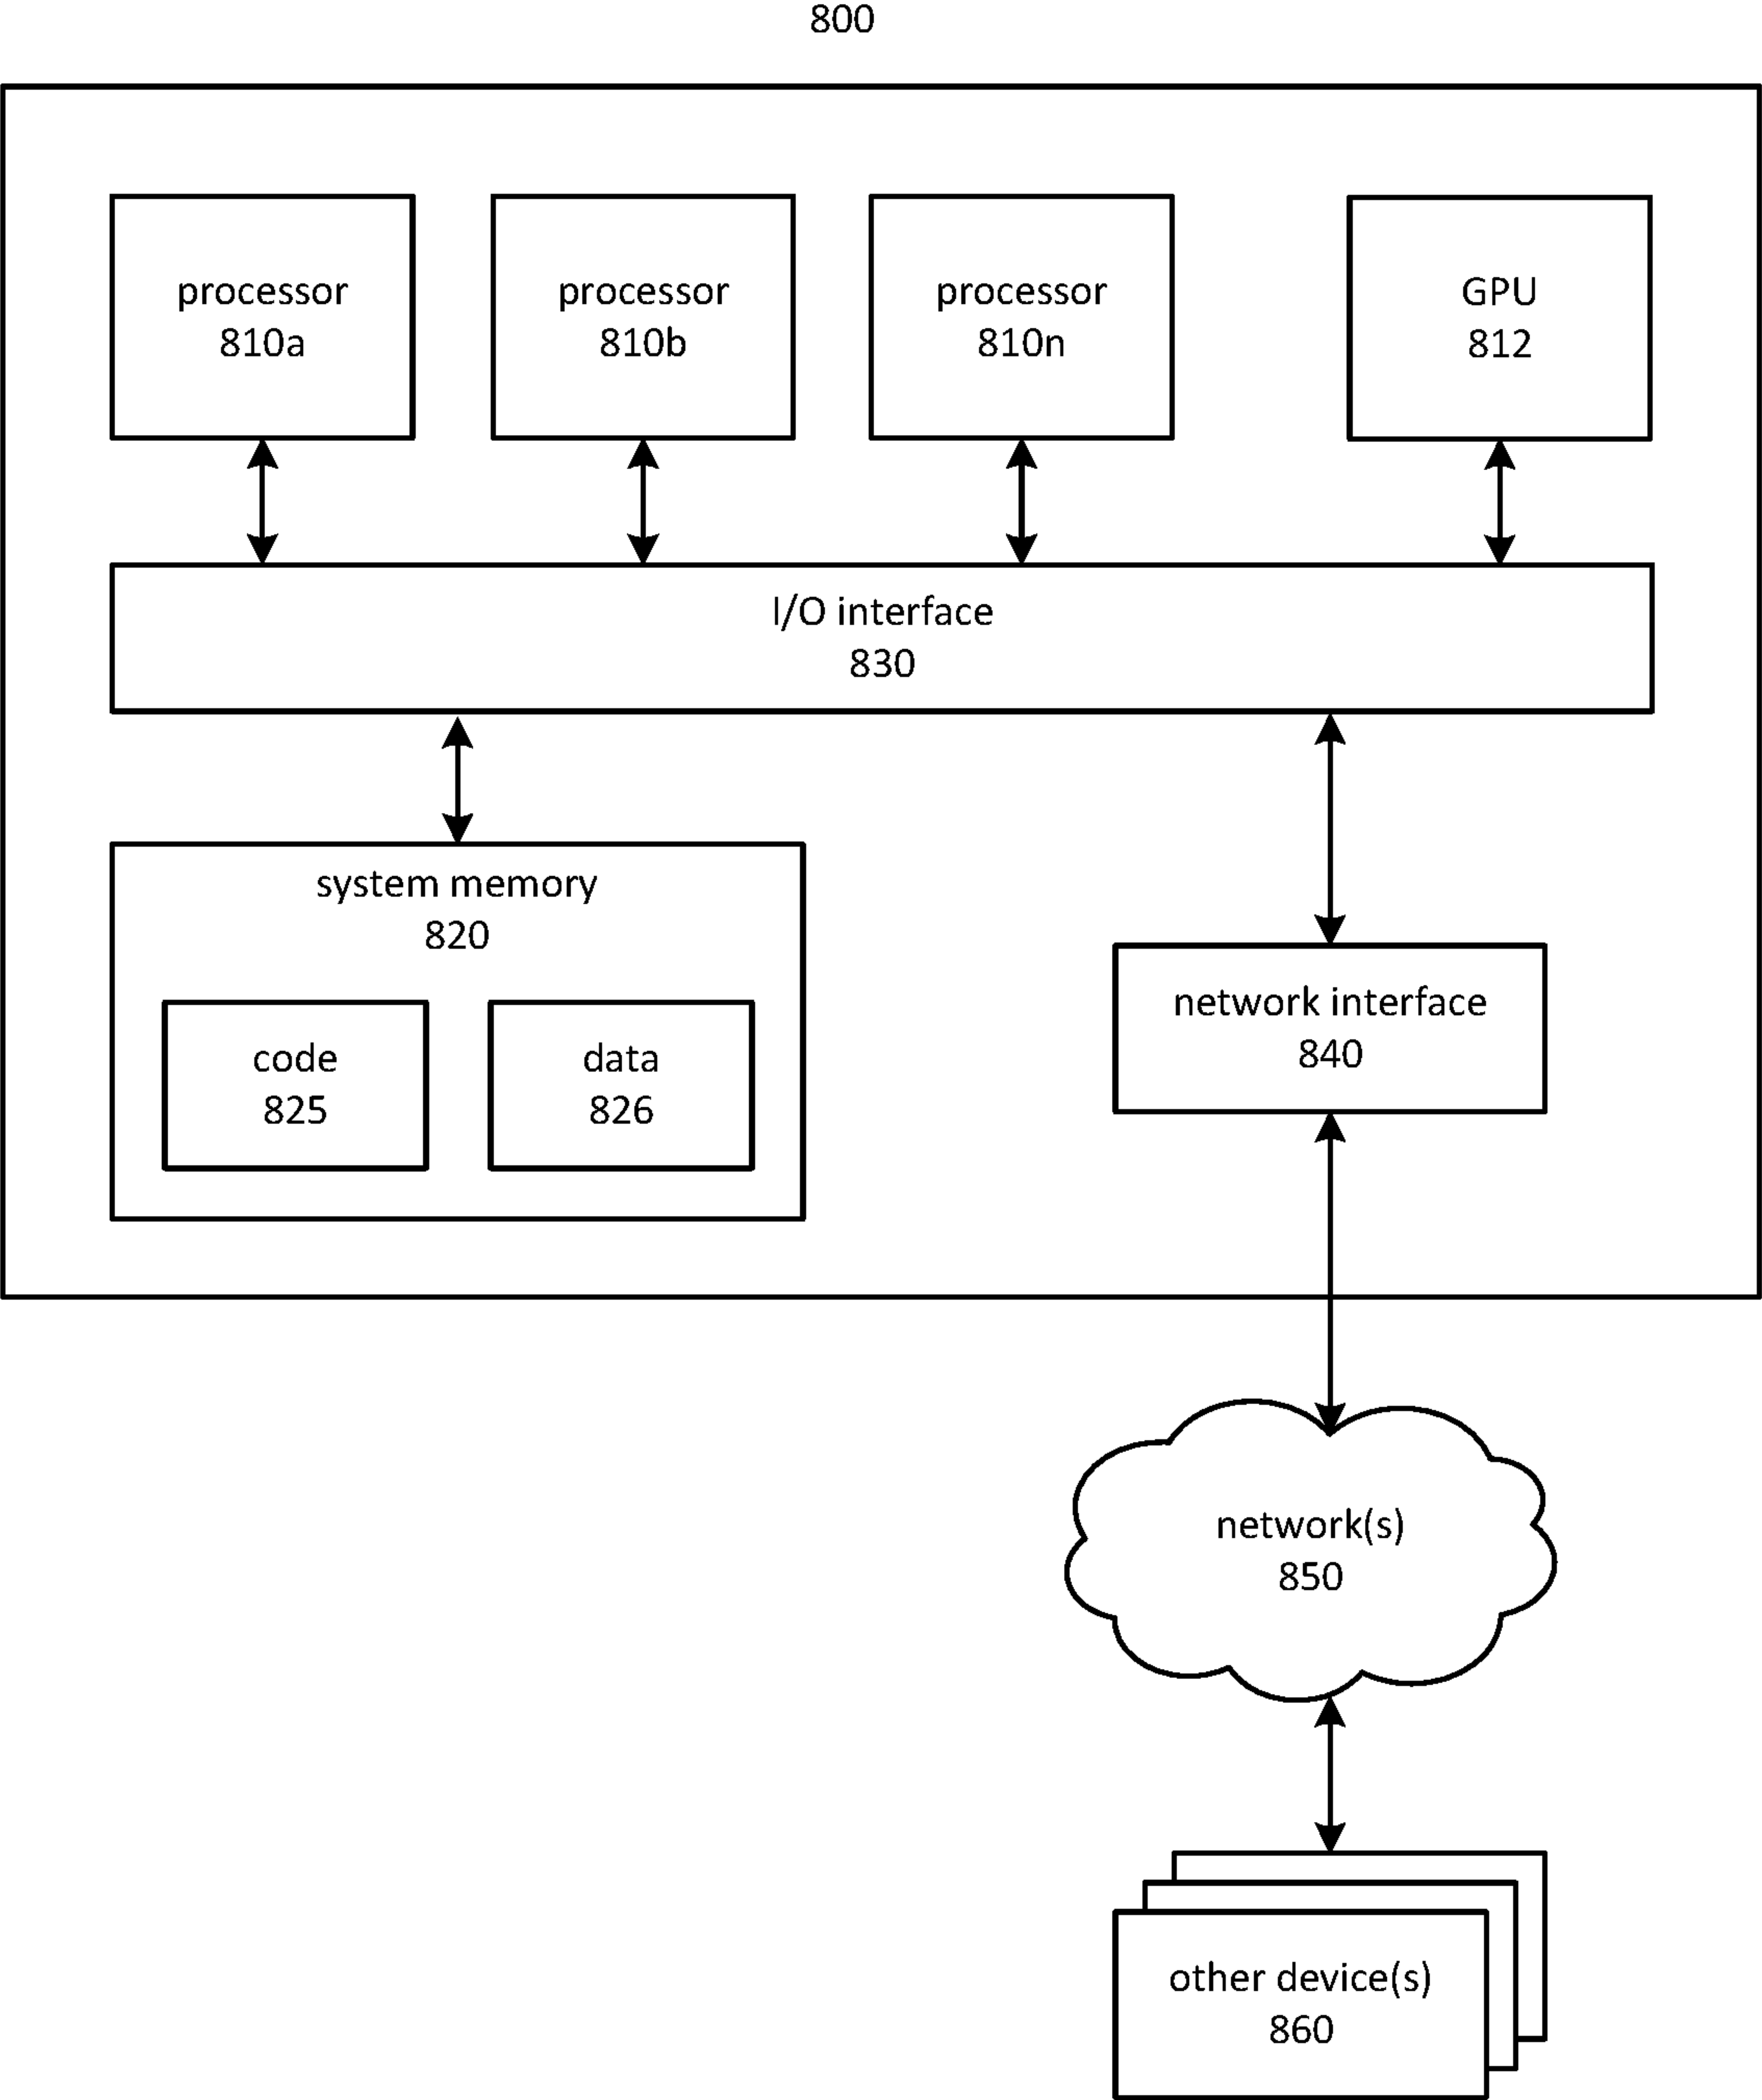 800
processor
810a
processor
810b
processor
810n
GPU
812
I/O interface
830
system memory
820
code
825
data
826
network interface
840
network(s)
850
other device(s)
860